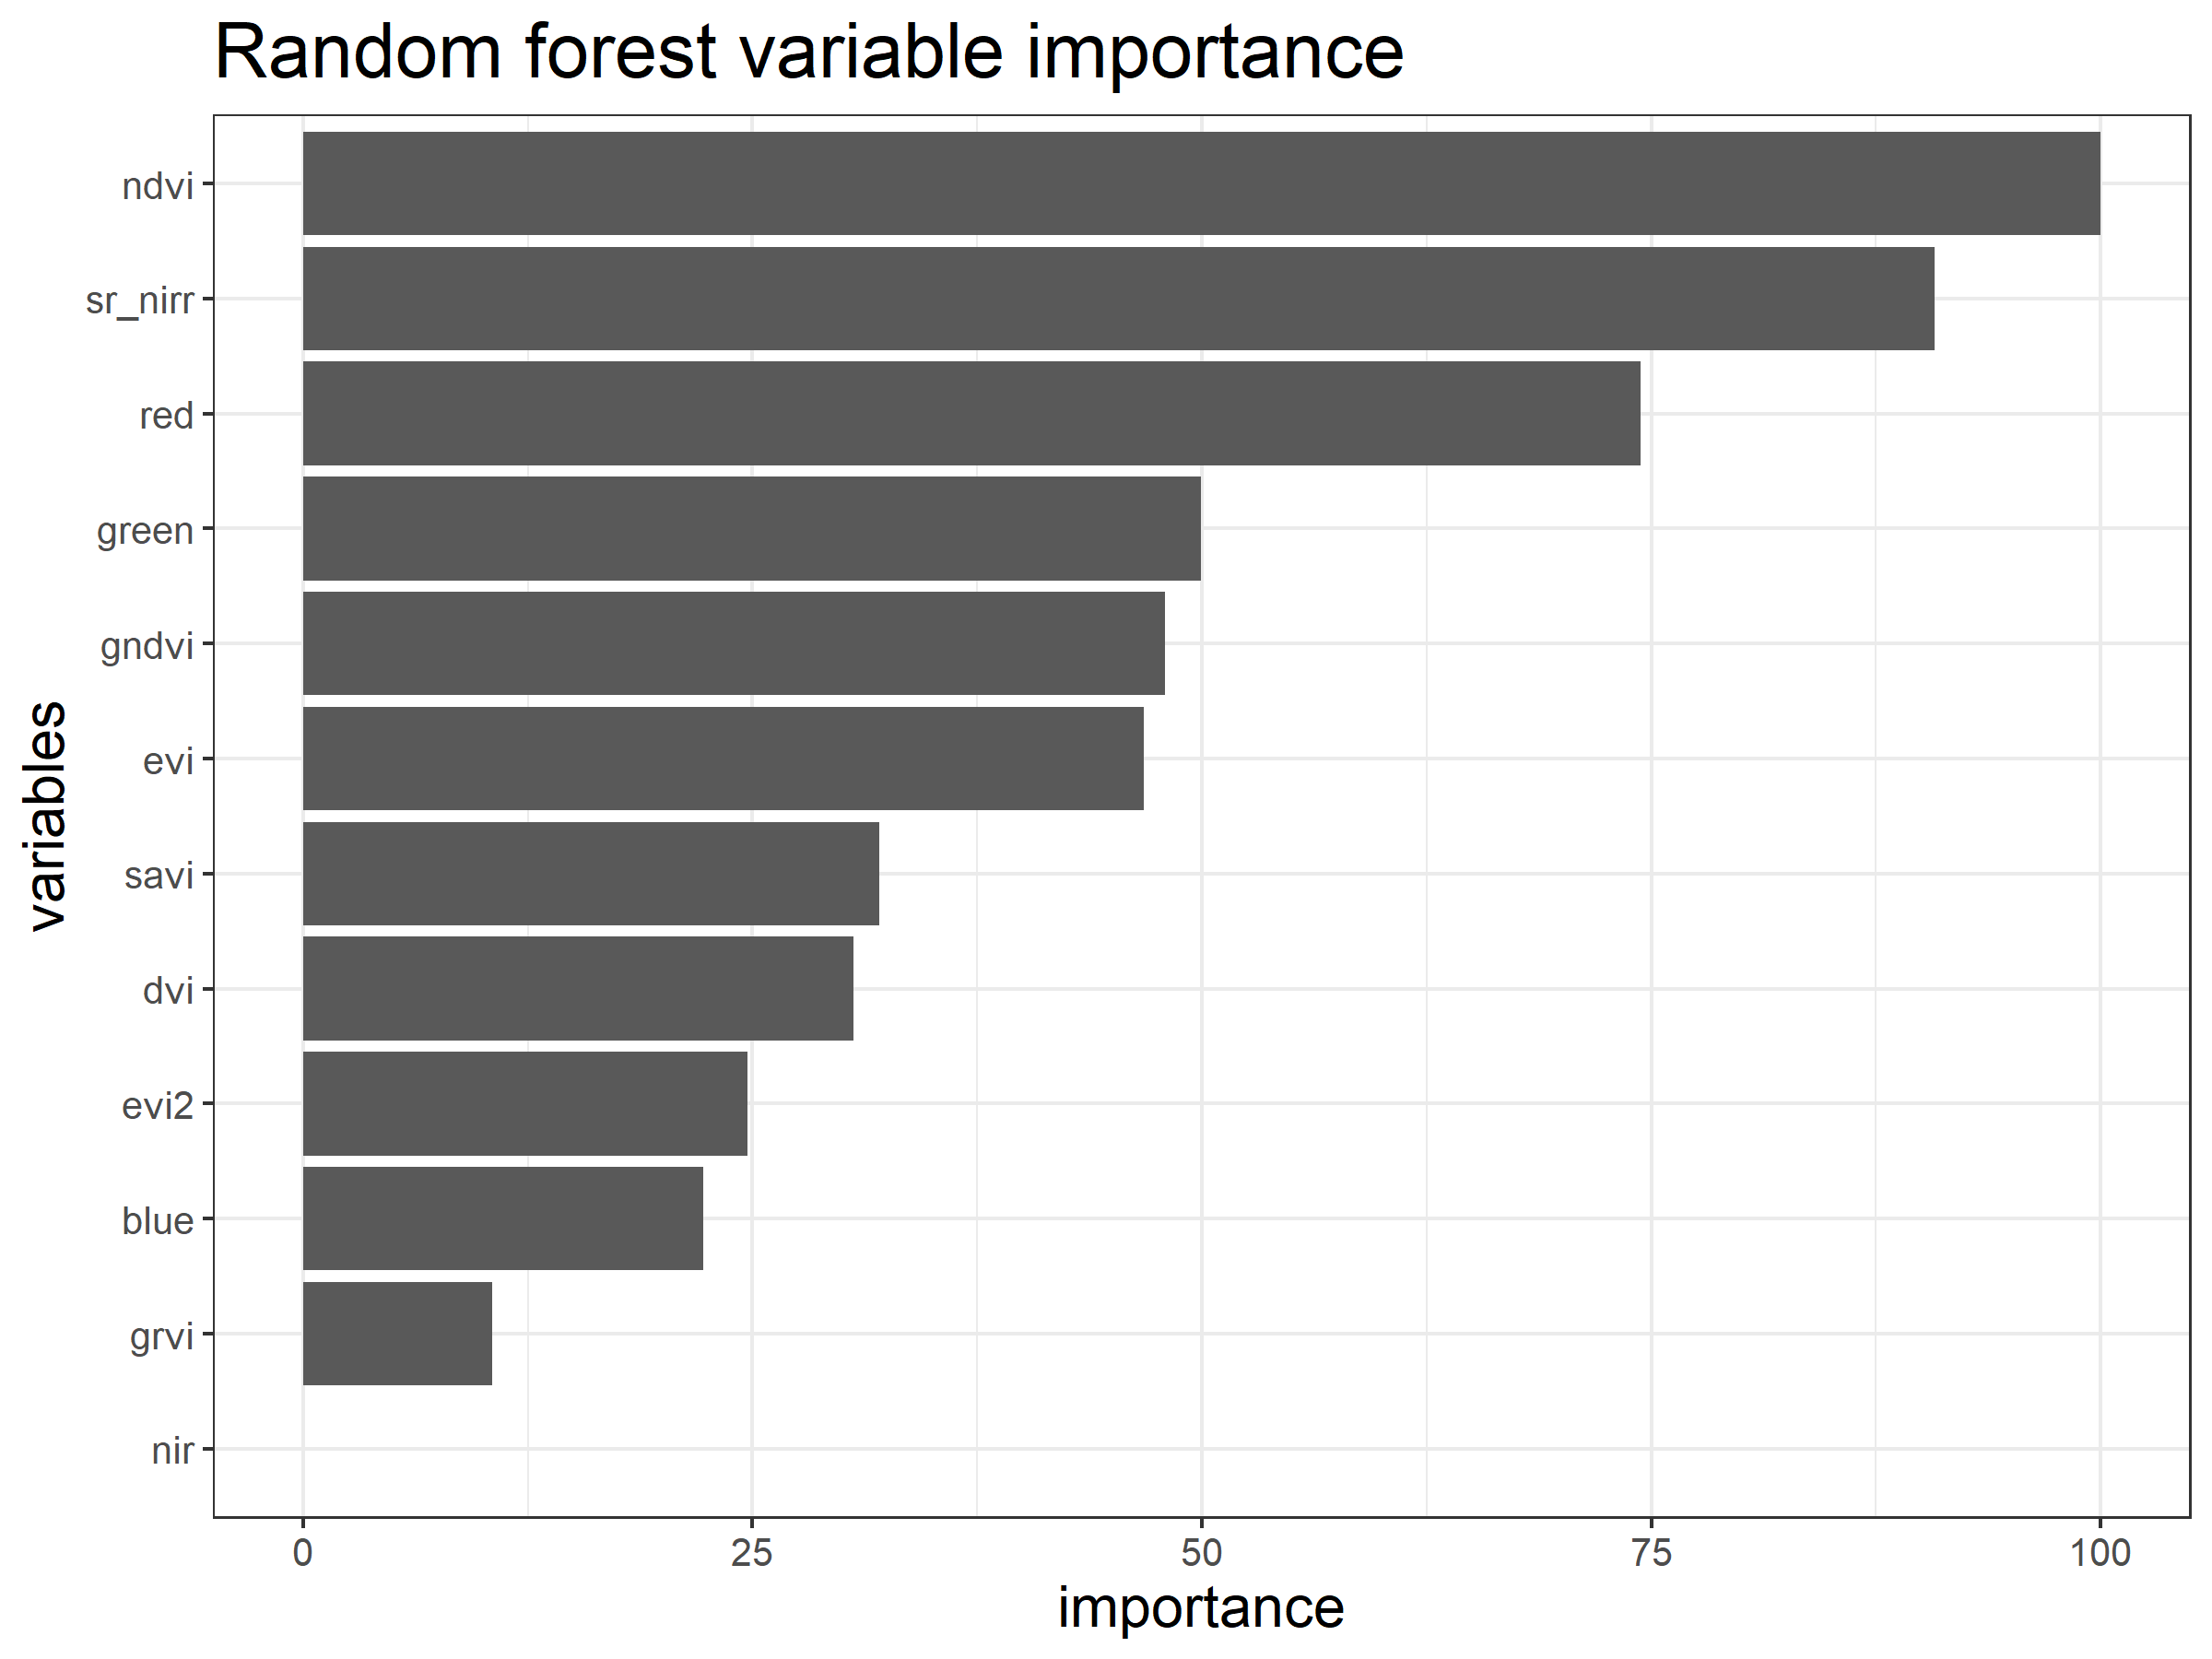 Random forest variable importance
variables
ndvi
sr_nirr
red
green
gndvi
evi
savi
dvi
evi2
blue
grvi
nir
0 25 50 75 100
importance